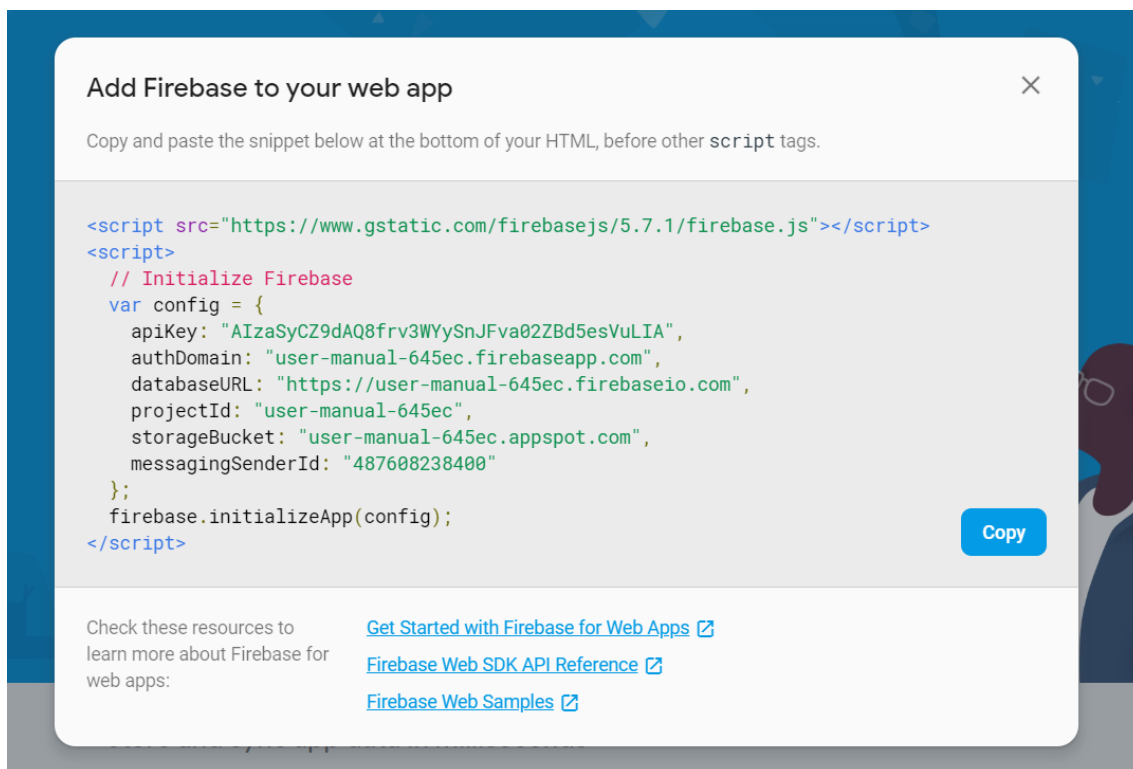 Add Firebase to your web app
Copy and paste the snippet below at the bottom of your HTML, before other script tags.
<script src="https://www.gstatic.com/firebasejs/5.7.1/firebase.js"></script>
<script>
// Initialize Firebase
var config = {
apiKey: "AIzaSyCZ9dAQ8frv3WYySnJFva02ZBd5esVuLIA",
authDomain: "user-manual-645ec.firebaseapp.com",
databaseURL: "https://user-manual-645ec.firebaseio.com",
projectId: "user-manual-645ec",
storageBucket: "user-manual-645ec.appspot.com",
messagingSenderId: "487608238400"
};
firebase.initializeApp(config);
</script>
Copy
Check these resources to
learn more about Firebase for
web apps:
Get Started with Firebase for Web Apps
Firebase Web SDK API Reference
Firebase Web Samples